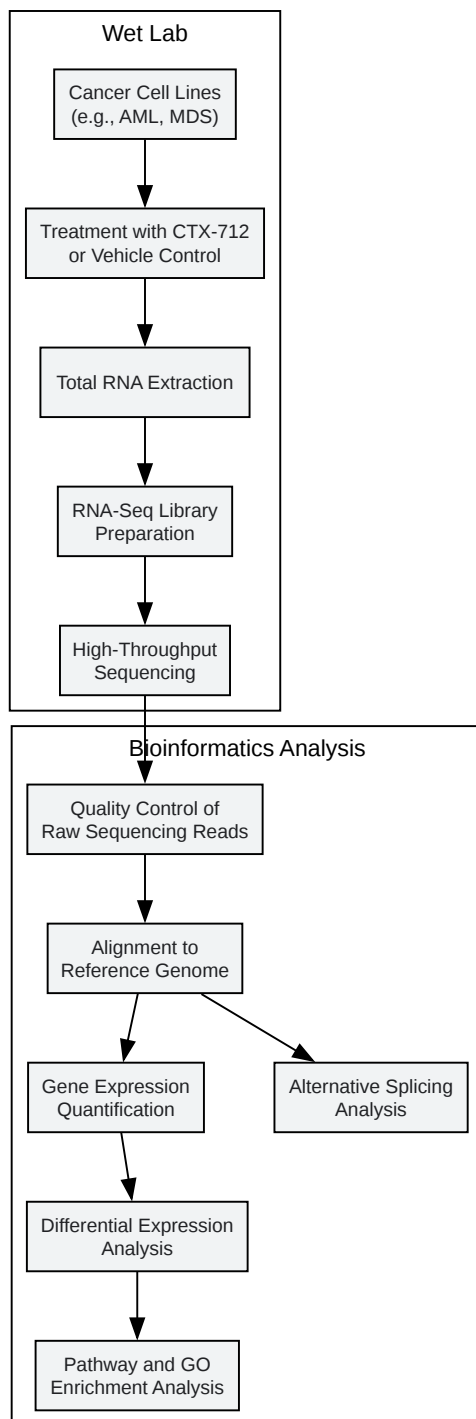 Wet Lab
Cancer Cell Lines
(e.g., AML, MDS)
Treatment with CTX-712
or Vehicle Control
Total RNA Extraction
RNA-Seq Library
Preparation
High-Throughput
Sequencing
Bioinformatics Analysis
Quality Control of
Raw Sequencing Reads
Alignment to
Reference Genome
Gene Expression
Quantification
Alternative Splicing
Analysis
Differential Expression
Analysis
Pathway and GO
Enrichment Analysis